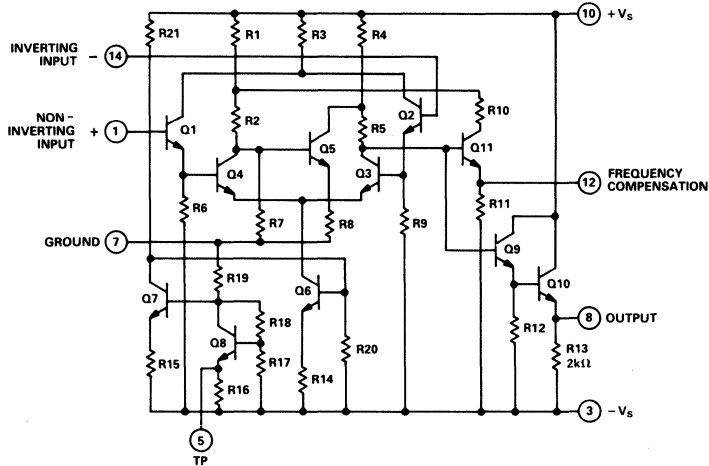 R21
R1
R3
R4
10
+VS
INVERTING
INPUT
−
14
Q2
R10
NON-
INVERTING
INPUT
+
1
Q1
R2
Q5
R5
Q11
Q4
Q3
12
FREQUENCY
COMPENSATION
R6
R7
R8
R9
R11
GROUND
7
Q9
R19
Q7
Q6
Q10
R18
8
OUTPUT
Q8
R12
R15
R17
R20
R13
2kΩ
R14
R16
3
−VS
5
TP